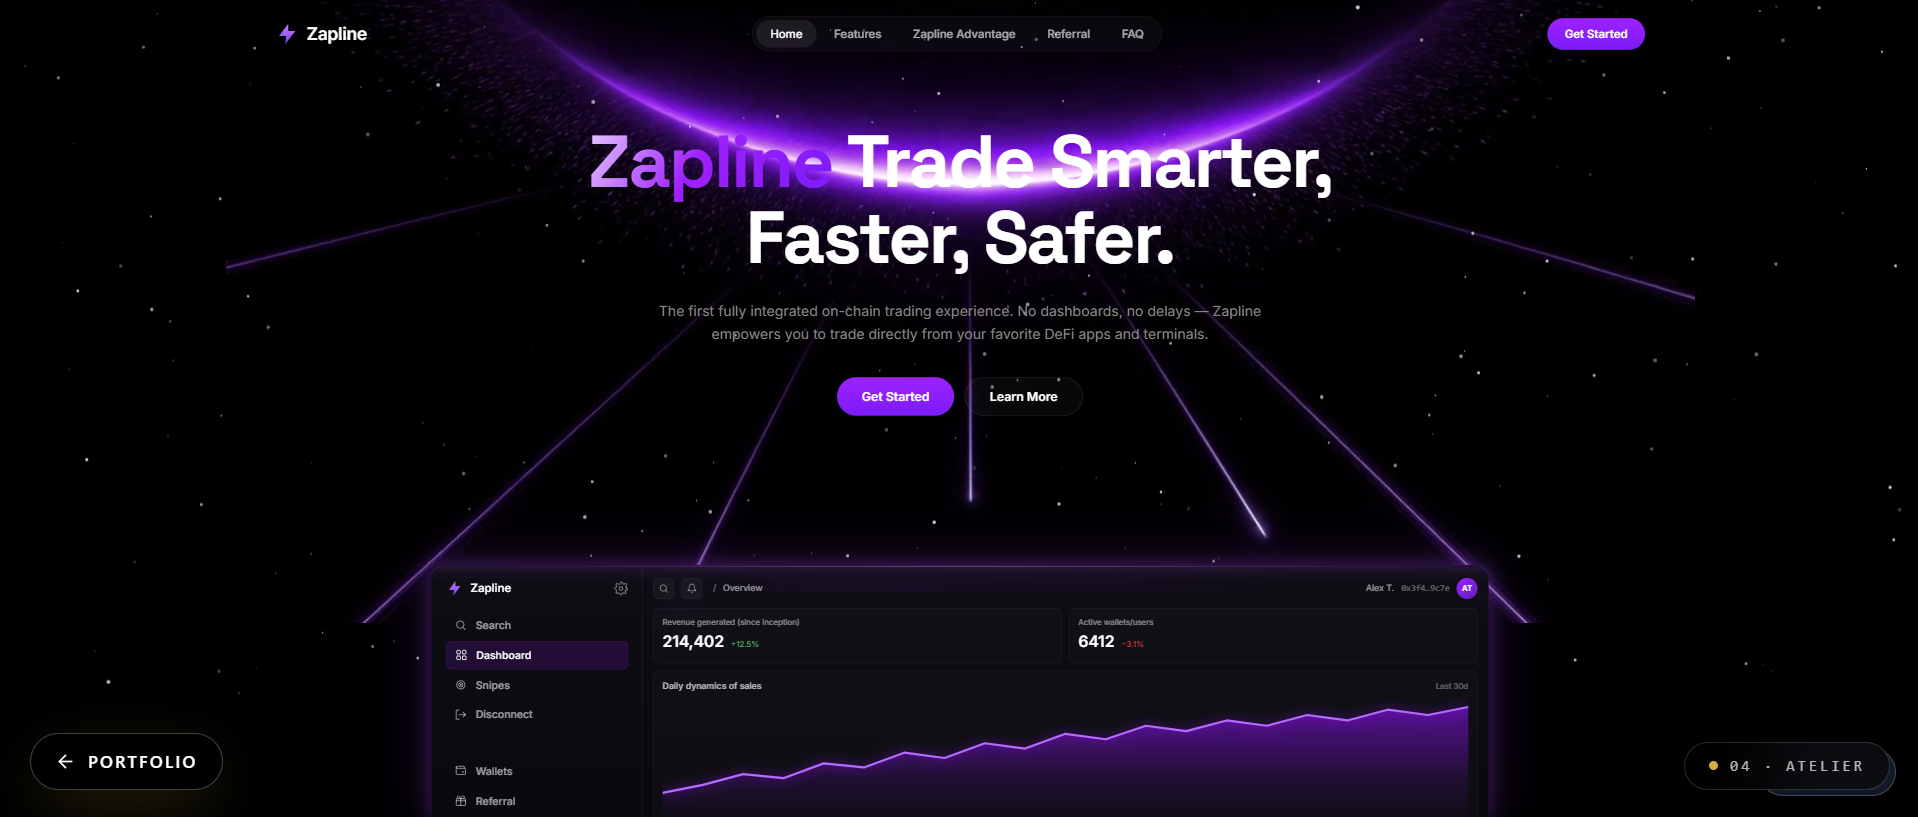 Zapline
Home Features Zapline Advantage Referral FAQ
Get Started
Zapline Trade Smarter,
Faster, Safer.
The first fully integrated on-chain trading experience. No dashboards, no delays — Zapline
empowers you to trade directly from your favorite DeFi apps and terminals.
Get Started Learn More
Zapline
/ Overview
Alex T. 0x3f4…9c7e AT
Search
Dashboard
Snipes
Disconnect
Wallets
Referral
Revenue generated (since inception)
214,402 +12.5%
Active wallets/users
6412 −3.1%
Daily dynamics of sales
Last 30d
← PORTFOLIO
04 · ATELIER